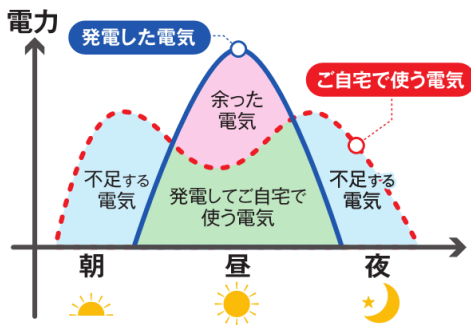 電力
発電した電気
ご自宅で使う電気
余った
電気
不足する
電気
発電してご自宅で
使う電気
不足する
電気
朝
昼
夜